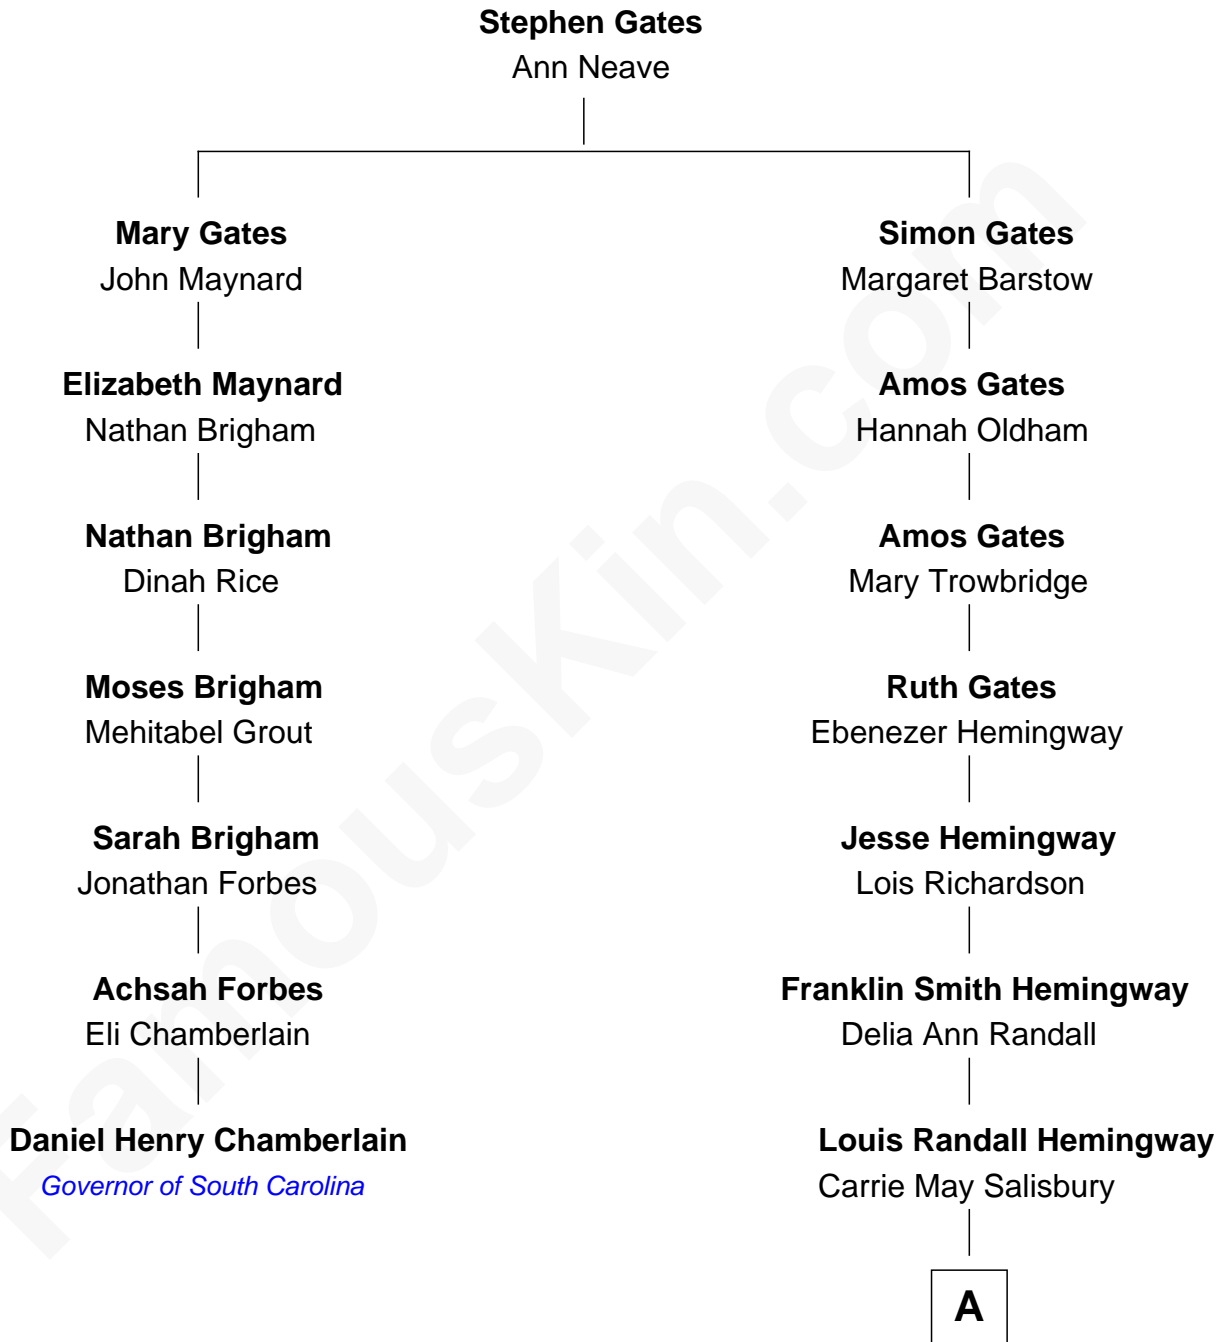 Stephen Gates
Ann Neave
Mary Gates
John Maynard
Simon Gates
Margaret Barstow
Elizabeth Maynard
Nathan Brigham
Amos Gates
Hannah Oldham
Nathan Brigham
Dinah Rice
Amos Gates
Mary Trowbridge
Moses Brigham
Mehitabel Grout
Ruth Gates
Ebenezer Hemingway
Sarah Brigham
Jonathan Forbes
Jesse Hemingway
Lois Richardson
Achsah Forbes
Eli Chamberlain
Franklin Smith Hemingway
Delia Ann Randall
Daniel Henry Chamberlain
Governor of South Carolina
Louis Randall Hemingway
Carrie May Salisbury
A
FamousKin.com